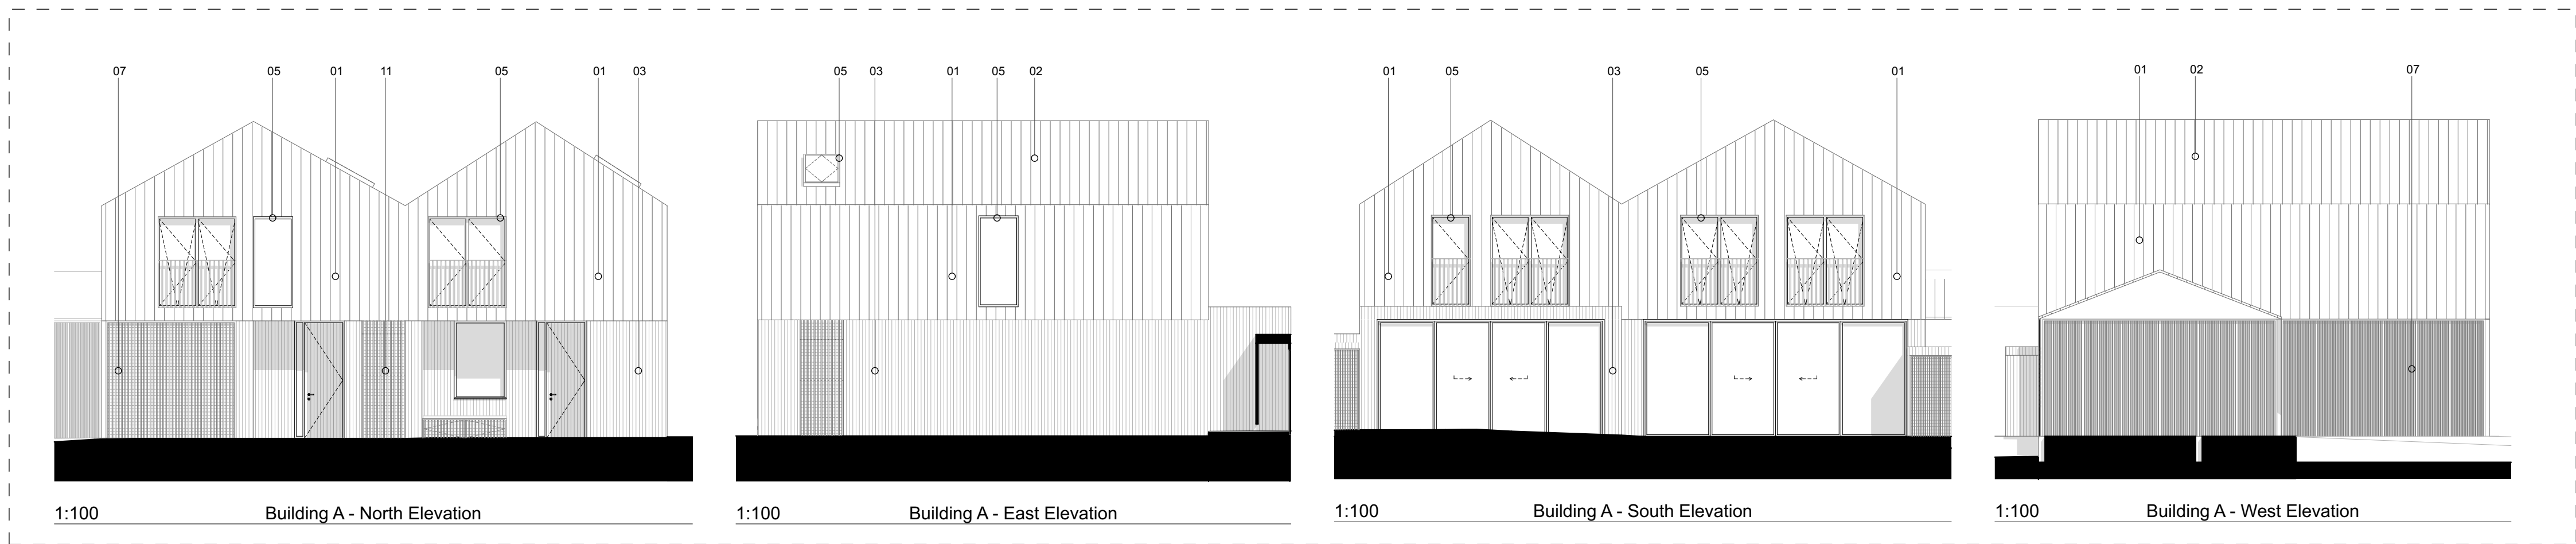 07 05 01 11 05 01 03
1:100 Building A - North Elevation
05 03 01 05 02
1:100 Building A - East Elevation
01 05 03 05 01
1:100 Building A - South Elevation
01 02 07
1:100 Building A - West Elevation